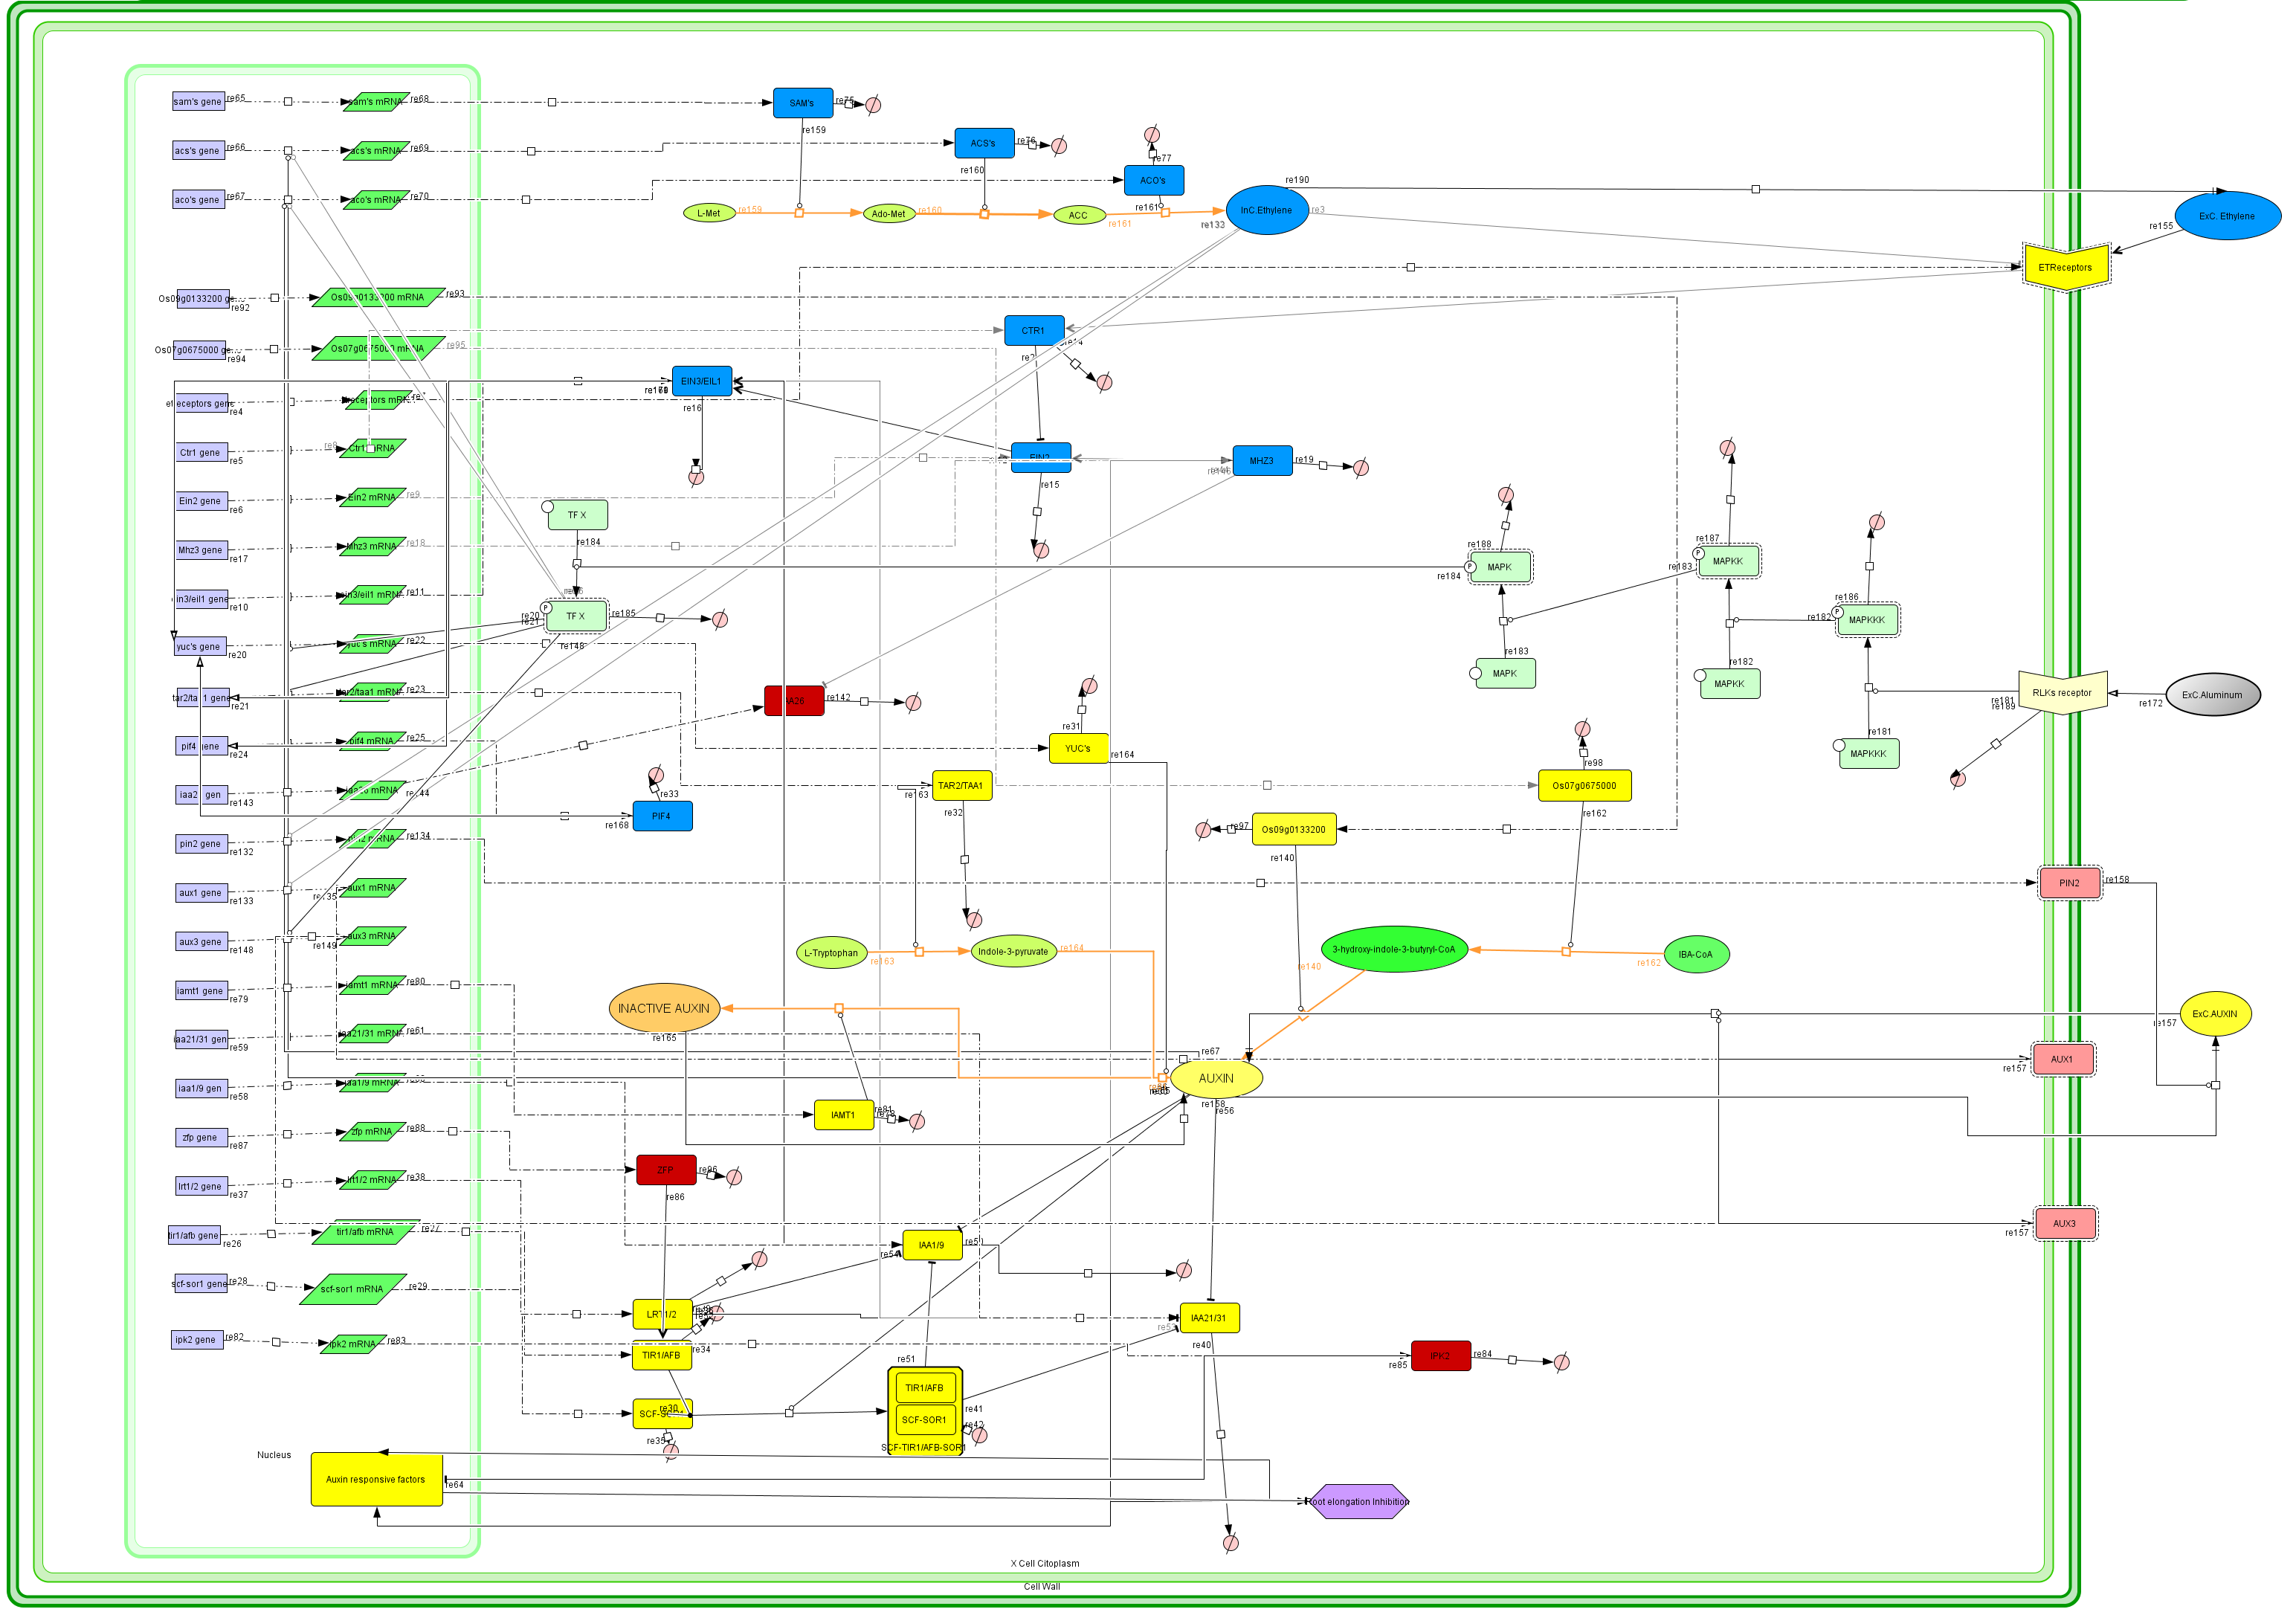 sam's gene
re65
sam's mRNA
re68
SAM's
re75
re159
acs's gene
re66
acs's mRNA
re69
ACS's
re76
re160
re77
aco's gene
re67
aco's mRNA
re70
ACO's
re161
re190
L-Met
re159
Ado-Met
re160
ACC
re161
InC.Ethylene
re133
re3
ExC. Ethylene
re155
ETReceptors
Os09g0133200 ge...
re92
Os09g0133200 mRNA
re93
CTR1
Os07g0675000 ge...
re94
Os07g0675000 mRNA
re95
EIN3/EIL1
re16
etreceptors gene
re4
Ctr1 gene
re5
re8
Ctr1 mRNA
EIN2
MHZ3
re19
re15
Ein2 gene
re6
Ein2 mRNA
re9
TF X
re184
Mhz3 gene
re17
Mhz3 mRNA
re18
re188
MAPK
re184
re187
MAPKK
re183
ein3/eil1 gene
re10
ein3/eil1 mRNA
re11
re20
re21
TF X
re185
re148
re186
MAPKKK
re182
yuc's gene
re20
yuc's mRNA
re22
re183
MAPK
re182
MAPKK
RLKs receptor
re181
re189
ExC.Aluminum
re172
tar2/taa1 gene
re21
tar2/taa1 mRNA
re23
re142
re31
pif4 gene
re24
pif4 mRNA
re25
YUC's
re164
re181
MAPKKK
re98
iaa26 mRNA
re143
re144
re33
TAR2/TAA1
re163
re32
Os07g0675000
re162
PIF4
re168
re97
Os09g0133200
re140
pin2 gene
re132
pin2 mRNA
re134
aux1 gene
re133
re135
aux1 mRNA
PIN2
re158
aux3 gene
re148
re149
aux3 mRNA
L-Tryptophan
re163
Indole-3-pyruvate
re164
3-hydroxy-indole-3-butyryl-CoA
re140
re162
IBA-CoA
iamt1 gene
re79
iamt1 mRNA
re80
INACTIVE AUXIN
re165
ExC.AUXIN
re157
iaa21/31 gen
re59
iaa21/31 mRNA
re61
re67
AUX1
re157
AUXIN
re158
re56
iaa1/9 gen
re58
iaa1/9 mRNA
IAMT1
re81
re78
zfp gene
re87
zfp mRNA
re88
ZFP
re96
re86
lrt1/2 gene
re37
lrt1/2 mRNA
re38
tir1/afb gene
re26
tir1/afb mRNA
re27
IAA1/9
AUX3
re157
scf-sor1 gene
re28
scf-sor1 mRNA
re29
LRT1/2
IAA21/31
re40
ipk2 gene
re82
ipk2 mRNA
re83
TIR1/AFB
re34
re51
IPK2
re84
re85
TIR1/AFB
SCF-SOR1
SCF-TIR1/AFB-SOR1
re41
re42
SCF-SOR1
re30
re35
Nucleus
Auxin responsive factors
re64
Root elongation Inhibition
X Cell Citoplasm
Cell Wall